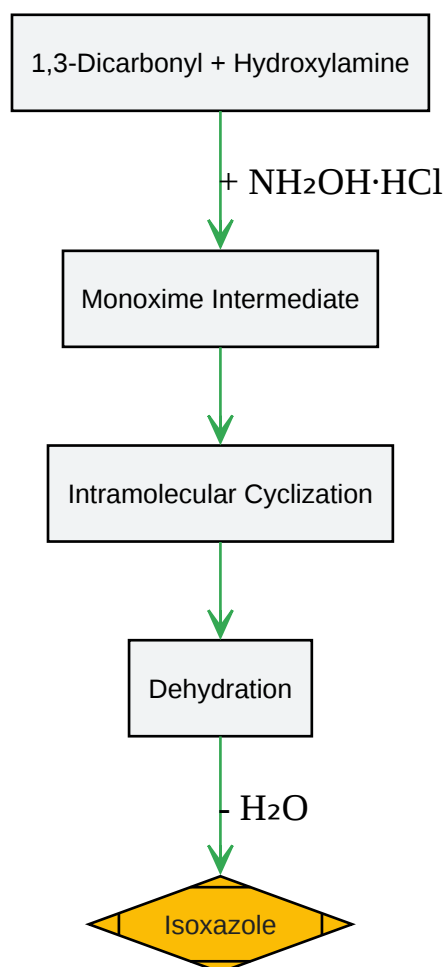 1,3-Dicarbonyl + Hydroxylamine
+ NH₂OH·HCl
Monoxime Intermediate
Intramolecular Cyclization
Dehydration
- H₂O
Isoxazole